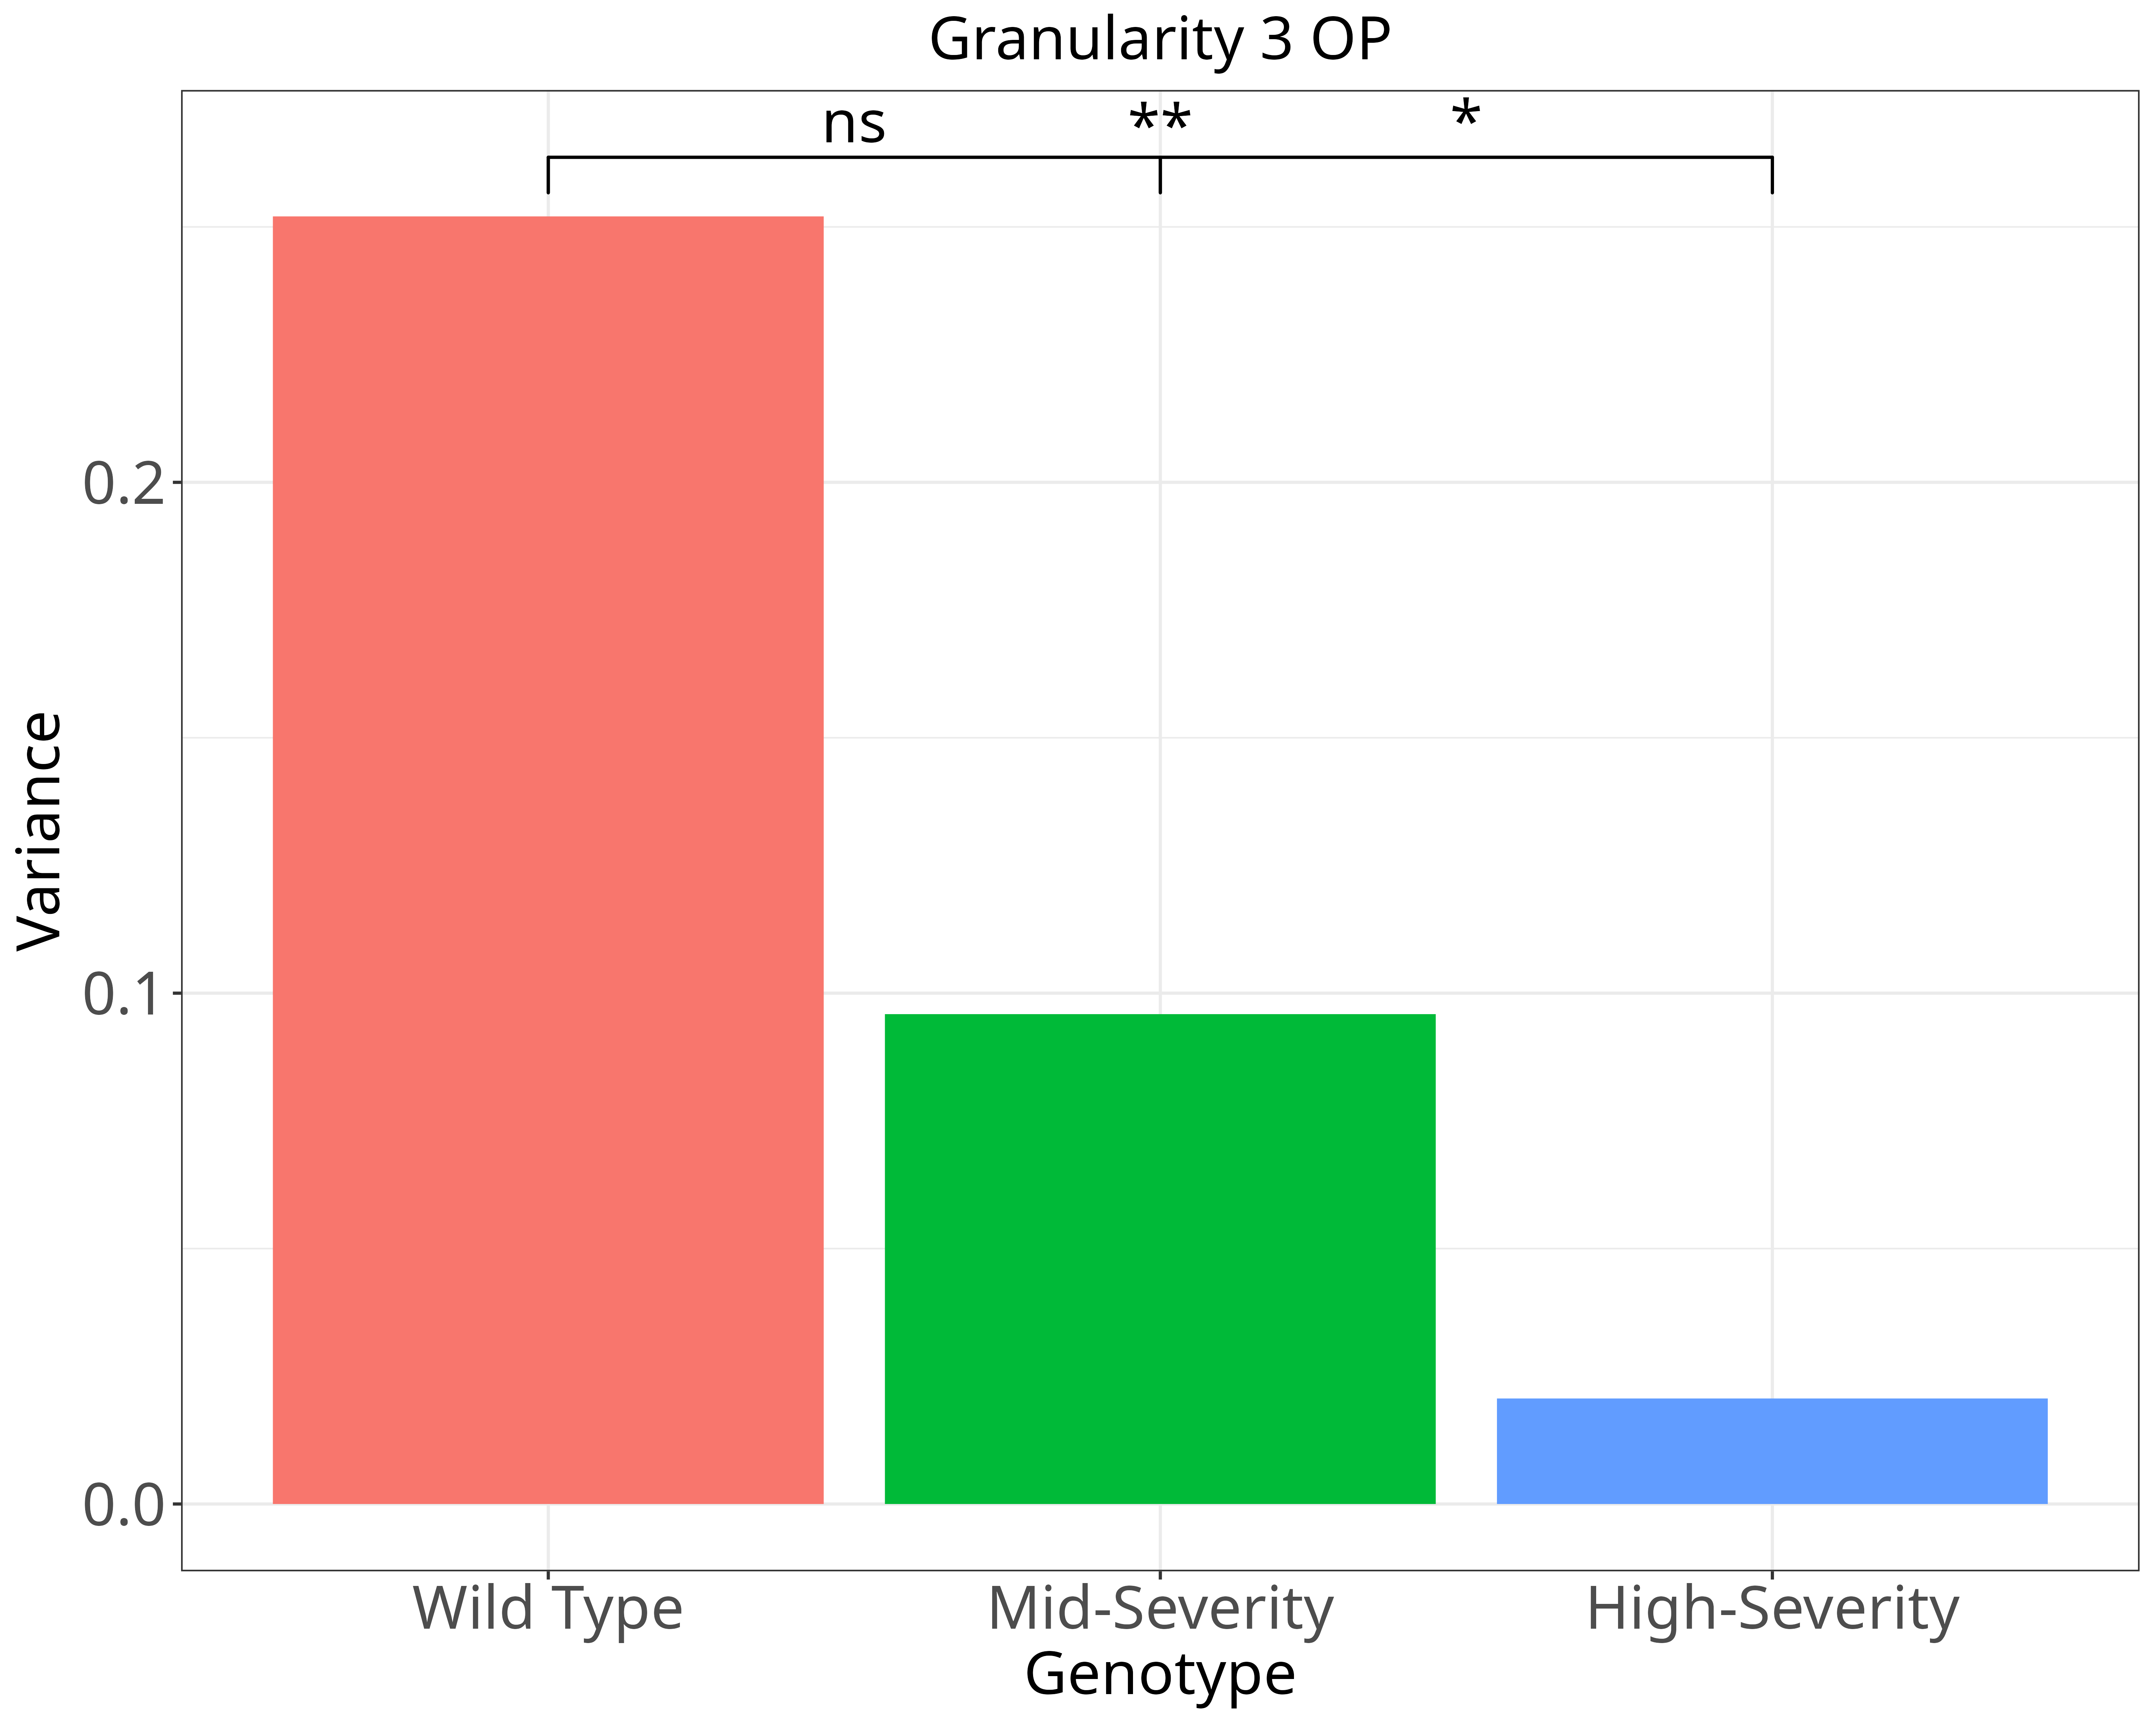 Granularity 3 OP
ns ** *
0.2
0.1
0.0
Variance
Wild Type Mid-Severity High-Severity
Genotype